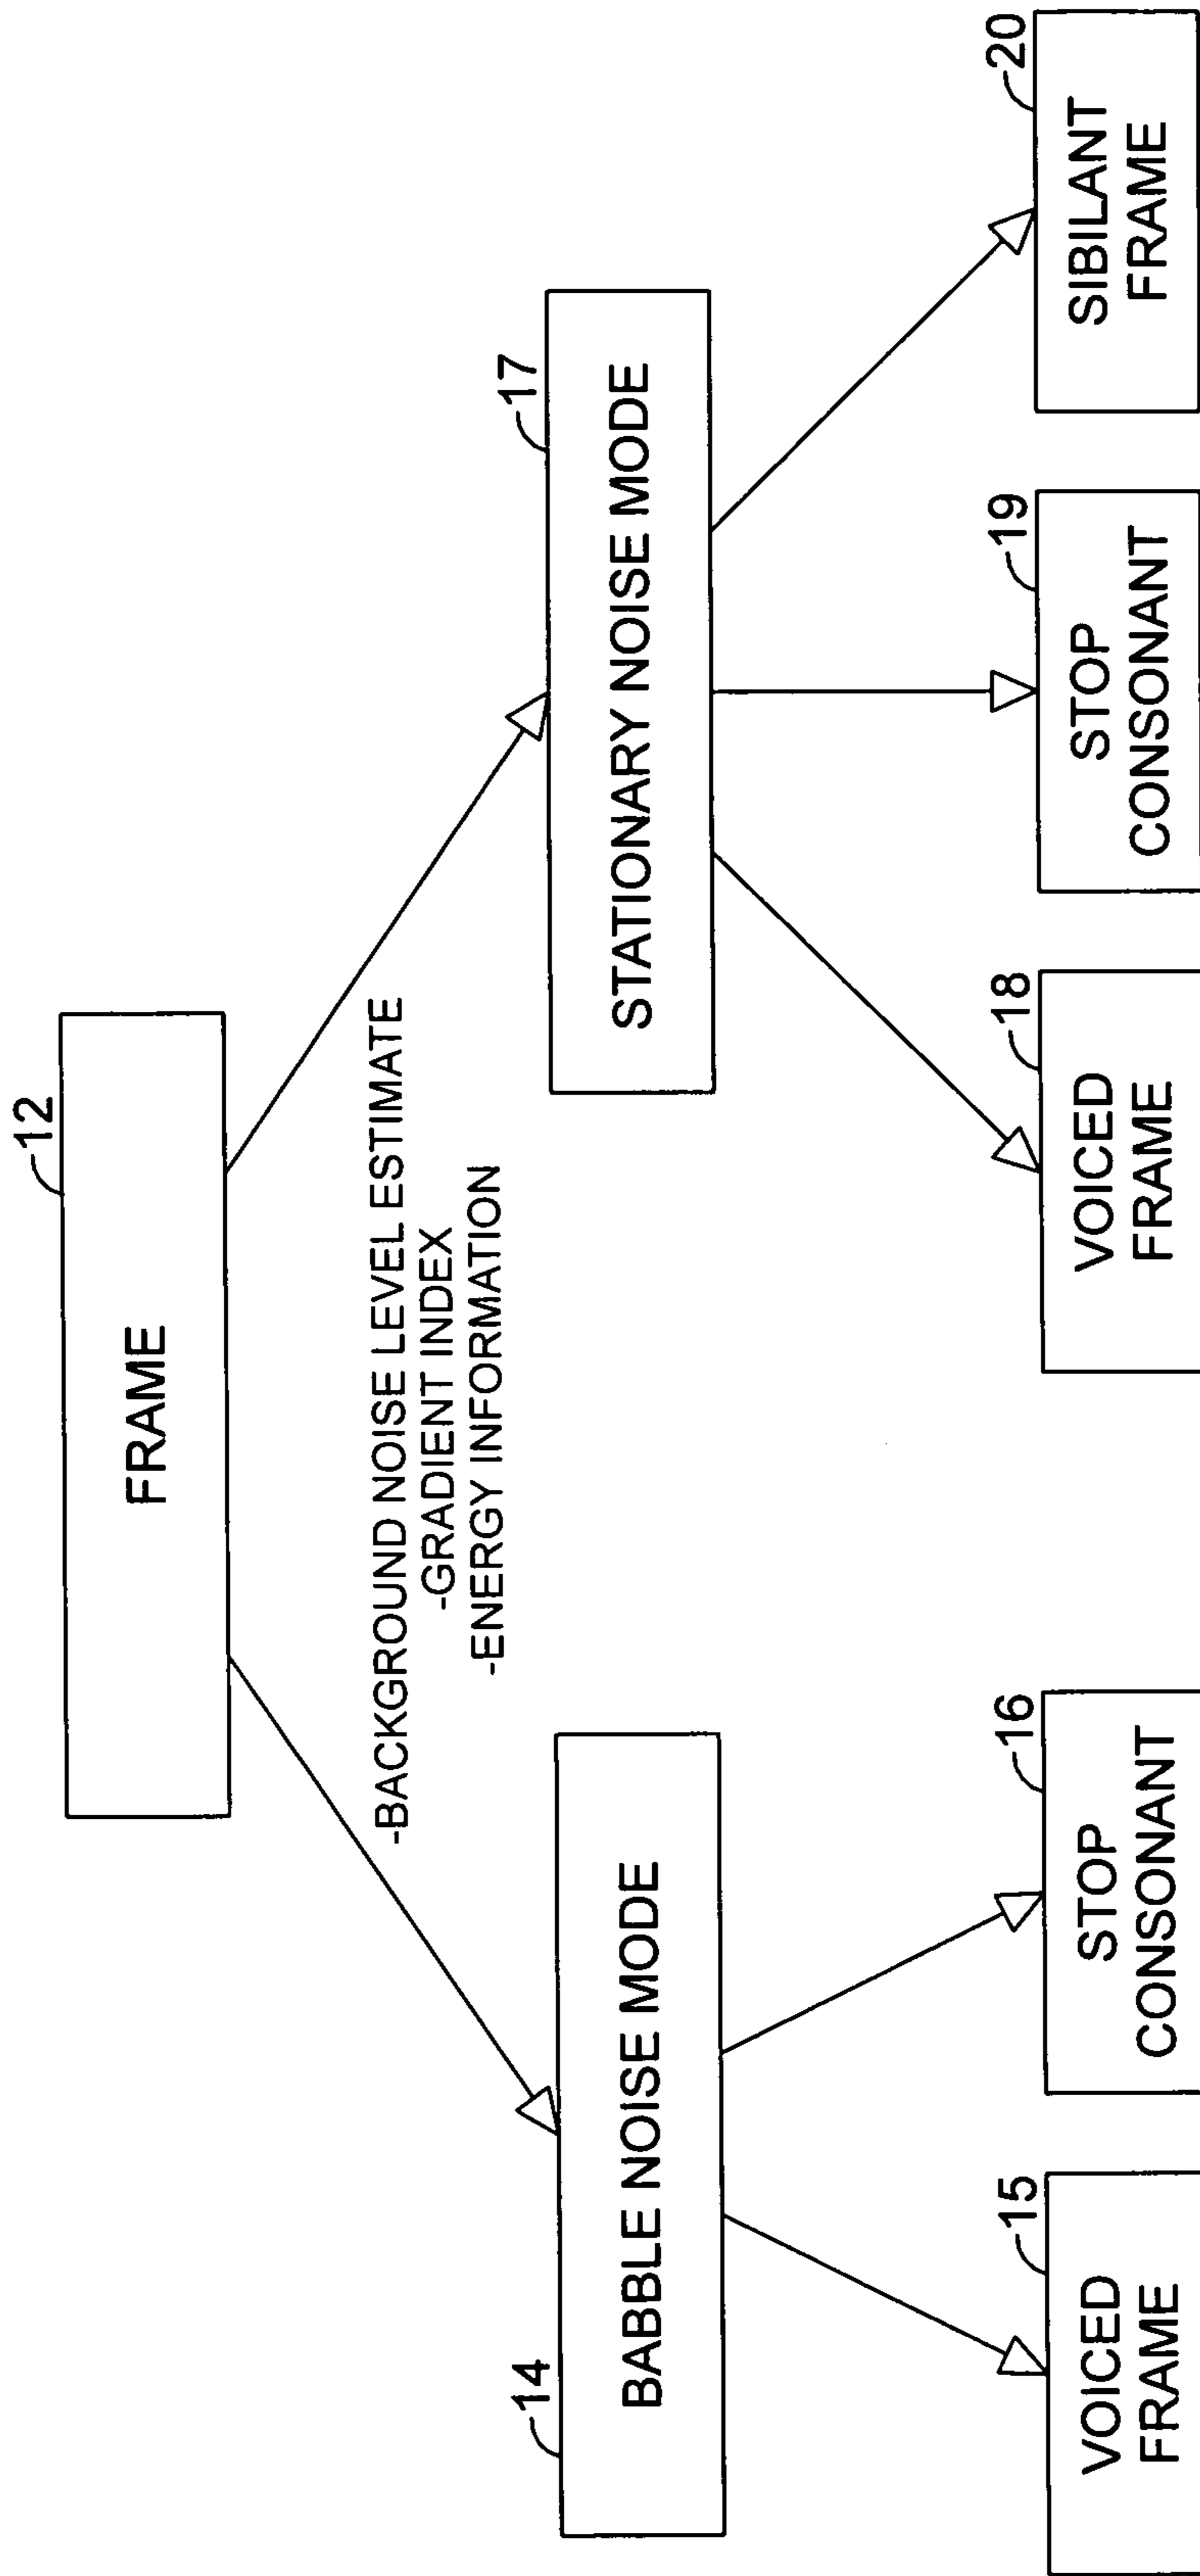 12
FRAME
-BACKGROUND NOISE LEVEL ESTIMATE
-GRADIENT INDEX
-ENERGY INFORMATION
14
BABBLE NOISE MODE
17
STATIONARY NOISE MODE
15
VOICED
FRAME
16
STOP
CONSONANT
18
VOICED
FRAME
19
STOP
CONSONANT
20
SIBILANT
FRAME